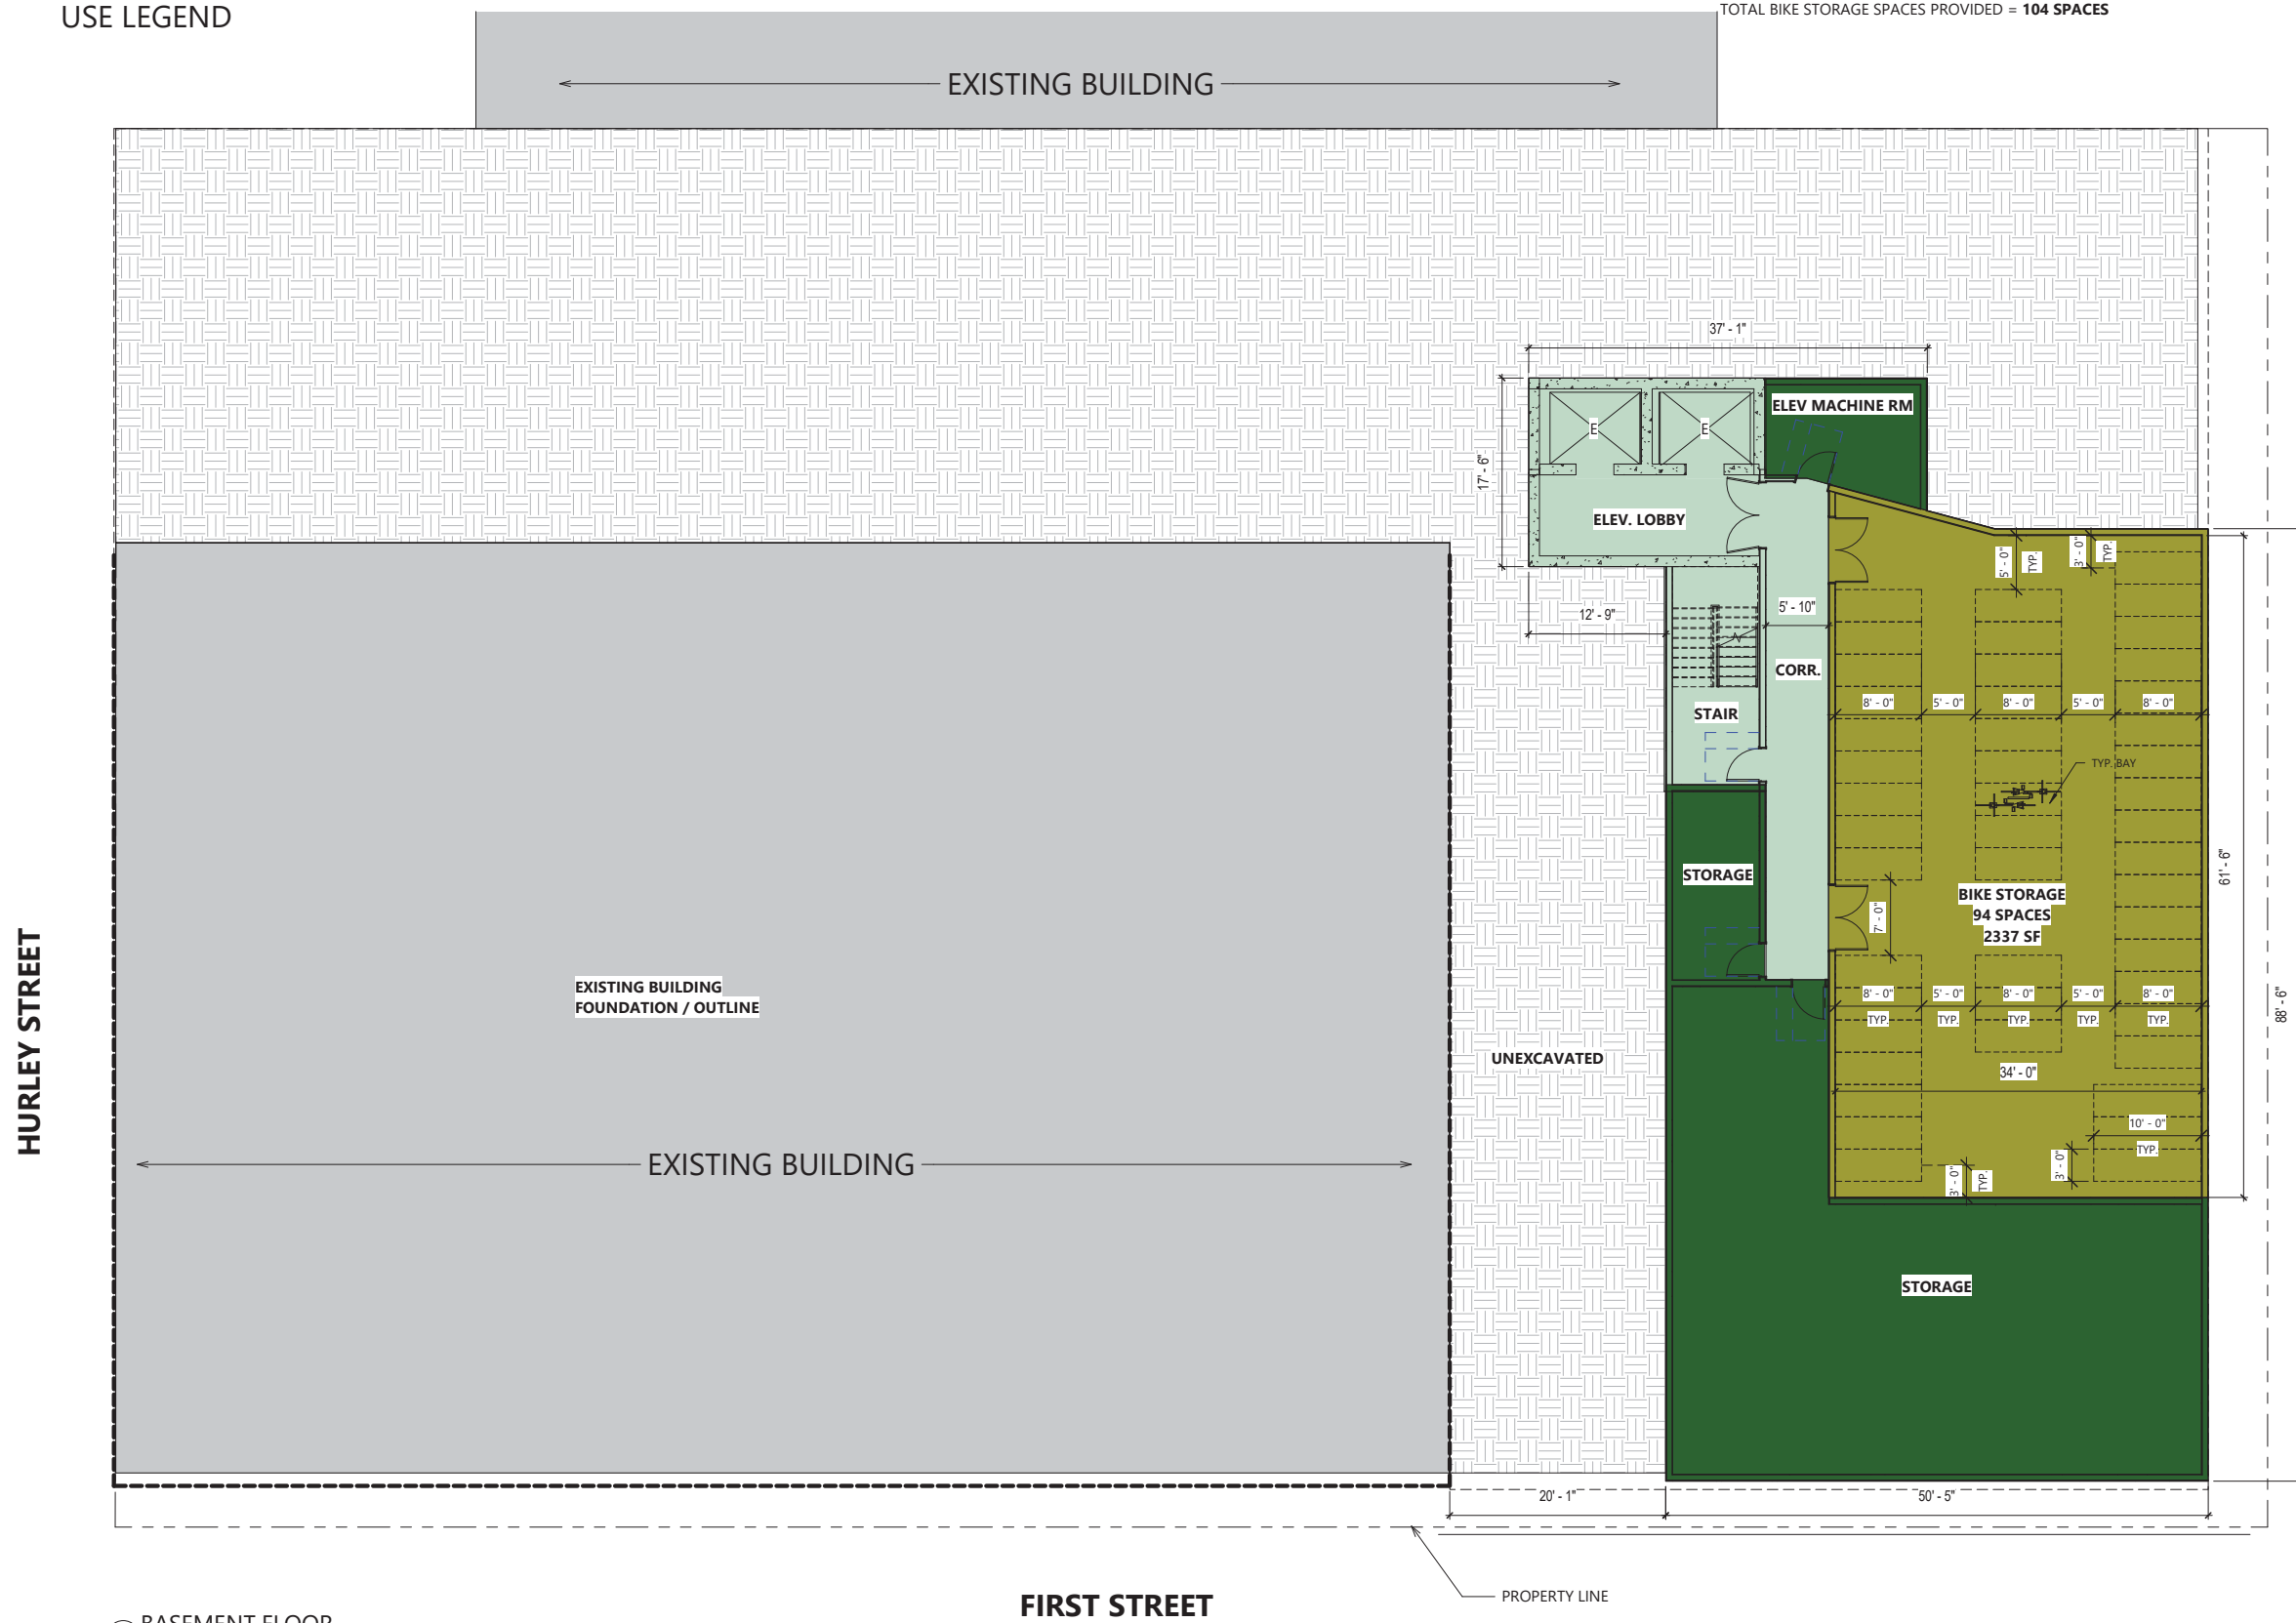 USE LEGEND
TOTAL BIKE STORAGE SPACES PROVIDED = 104 SPACES
EXISTING BUILDING
37' - 1"
17' - 6"
ELEV MACHINE RM
E
E
ELEV. LOBBY
12' - 9"
5' - 10"
5' - 0"
TYP.
3' - 0"
TYP.
CORR.
STAIR
8' - 0"
5' - 0"
8' - 0"
5' - 0"
8' - 0"
TYP. BAY
STORAGE
7' - 0"
BIKE STORAGE
94 SPACES
2337 SF
61' - 6"
88' - 6"
HURLEY STREET
EXISTING BUILDING
FOUNDATION / OUTLINE
UNEXCAVATED
8' - 0"
5' - 0"
8' - 0"
5' - 0"
8' - 0"
TYP.
TYP.
TYP.
TYP.
TYP.
34' - 0"
10' - 0"
TYP.
3' - 0"
3' - 0"
TYP.
EXISTING BUILDING
STORAGE
20' - 1"
50' - 5"
PROPERTY LINE
FIRST STREET
BASEMENT FLOOR